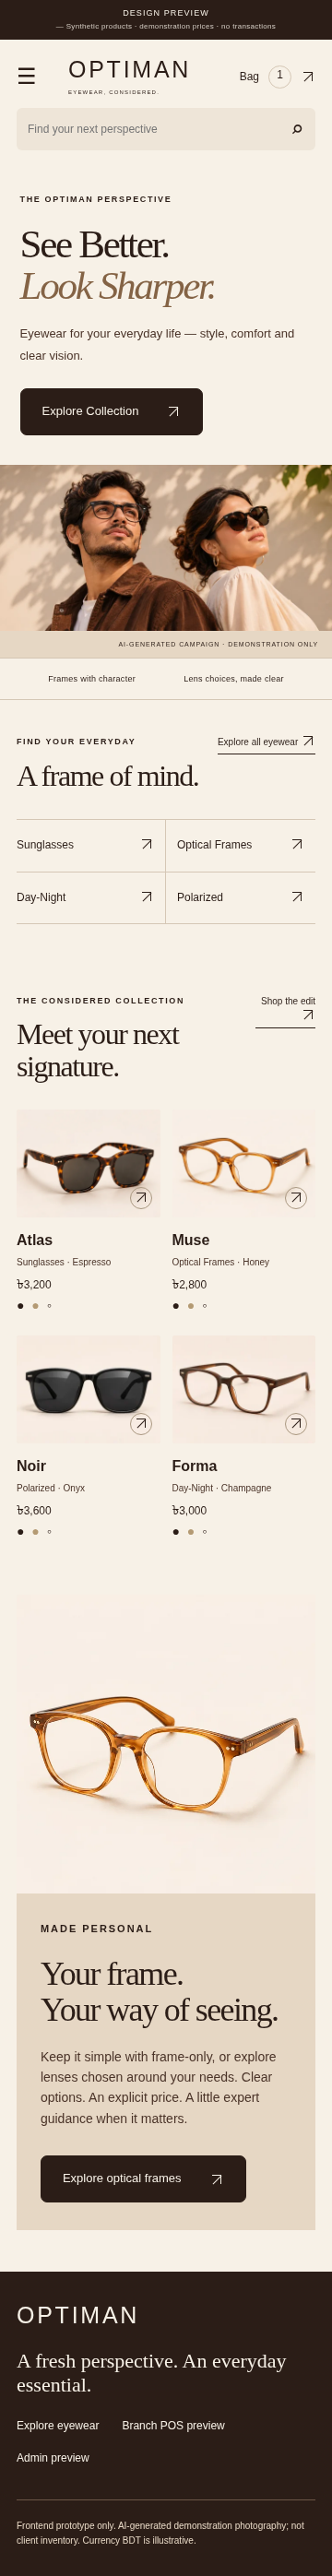 DESIGN PREVIEW
— Synthetic products · demonstration prices · no transactions
OPTIMAN
EYEWEAR, CONSIDERED.
Bag 1
Find your next perspective
THE OPTIMAN PERSPECTIVE
See Better.
Look Sharper.
Eyewear for your everyday life — style, comfort and
clear vision.
Explore Collection
AI-GENERATED CAMPAIGN · DEMONSTRATION ONLY
Frames with character
Lens choices, made clear
FIND YOUR EVERYDAY
Explore all eyewear
A frame of mind.
Sunglasses
Optical Frames
Day-Night
Polarized
THE CONSIDERED COLLECTION
Shop the edit
Meet your next
signature.
Atlas
Sunglasses · Espresso
৳3,200
Muse
Optical Frames · Honey
৳2,800
Noir
Polarized · Onyx
৳3,600
Forma
Day-Night · Champagne
৳3,000
MADE PERSONAL
Your frame.
Your way of seeing.
Keep it simple with frame-only, or explore
lenses chosen around your needs. Clear
options. An explicit price. A little expert
guidance when it matters.
Explore optical frames
OPTIMAN
A fresh perspective. An everyday
essential.
Explore eyewear
Branch POS preview
Admin preview
Frontend prototype only. AI-generated demonstration photography; not
client inventory. Currency BDT is illustrative.